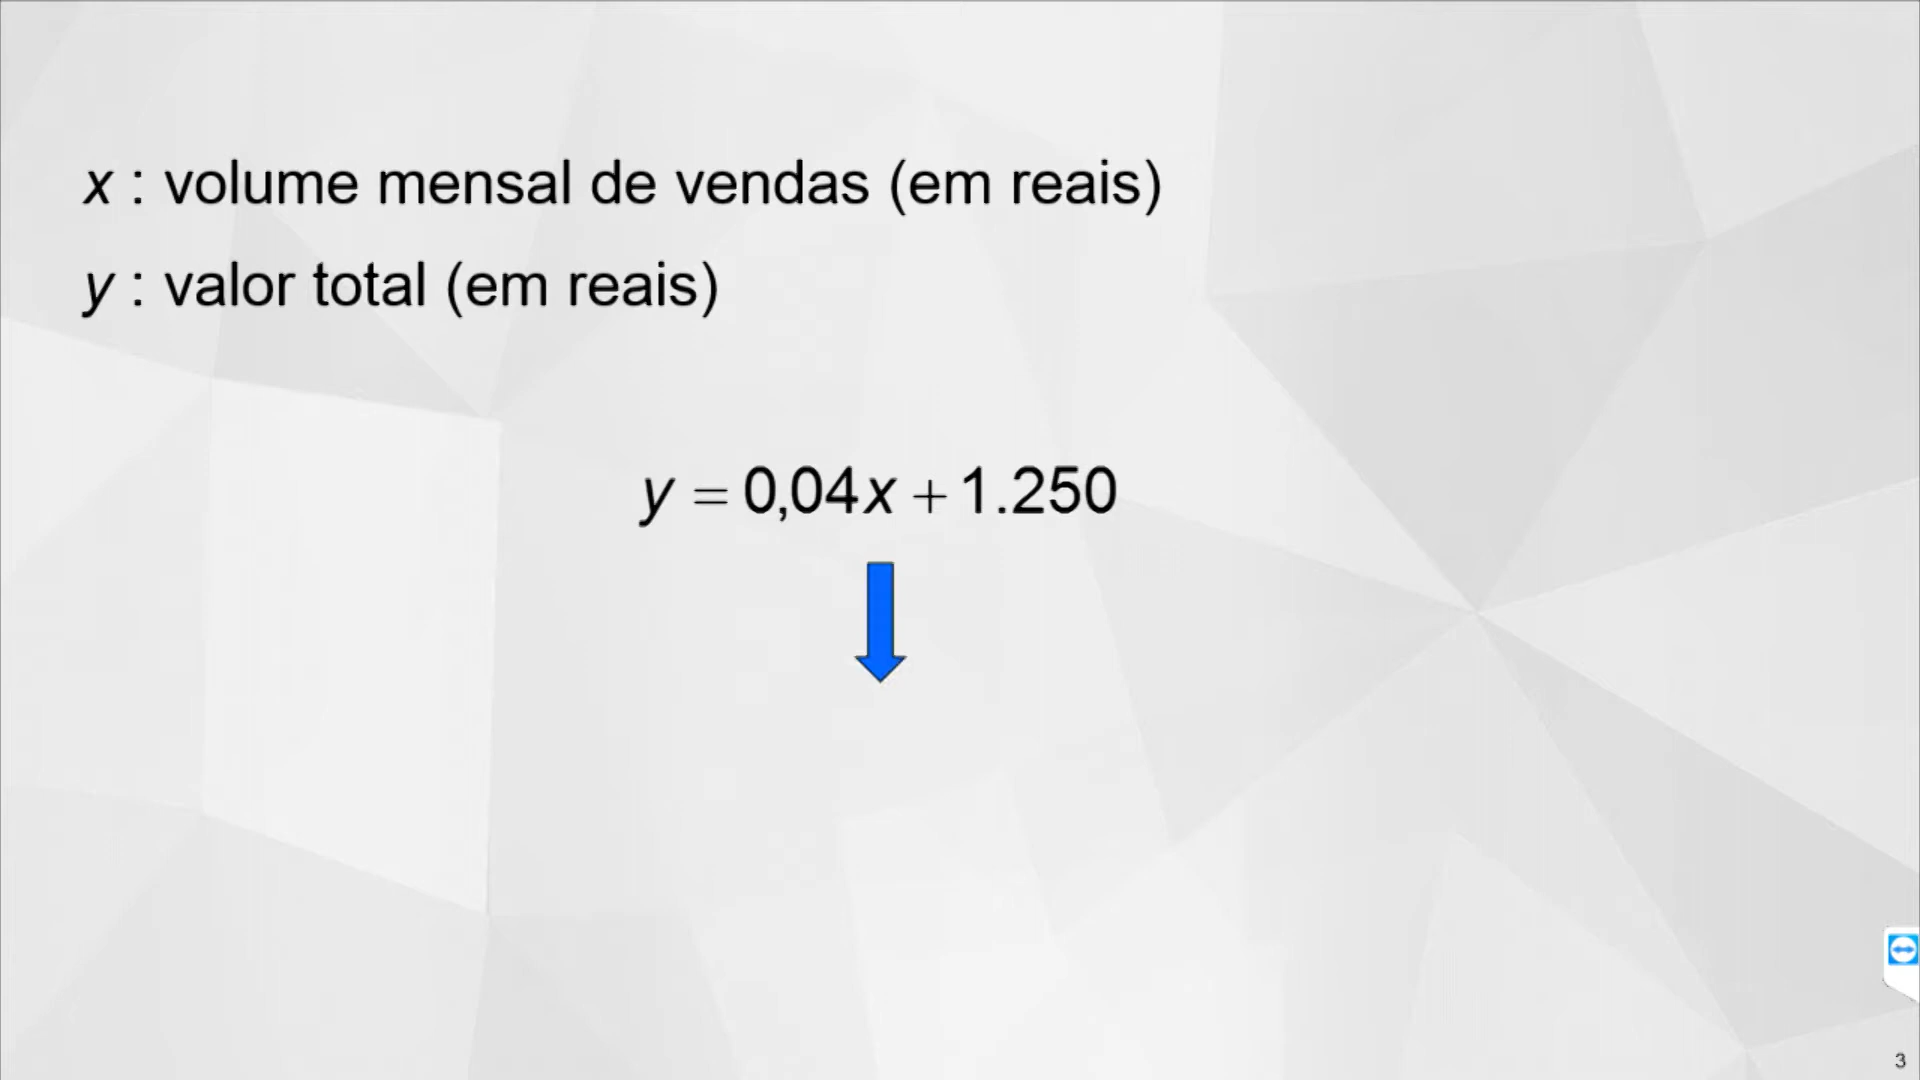 x : volume mensal de vendas (em reais)
y : valor total (em reais)
y = 0,04x + 1.250
3